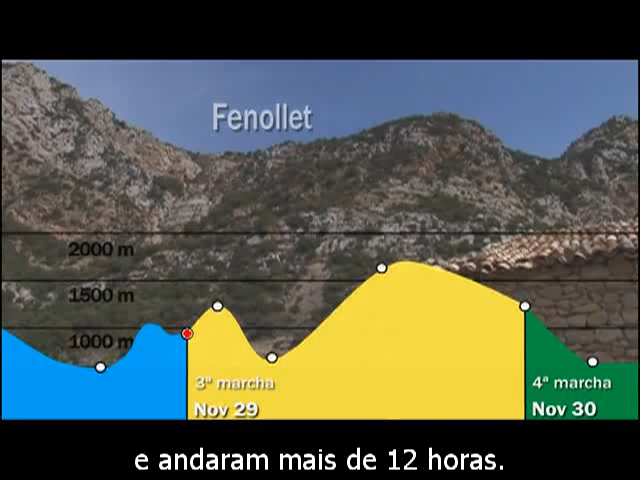 Fenollet
2000 m
1500 m
1000 m
3ª marcha
Nov 29
4ª marcha
Nov 30
e andaram mais de 12 horas.